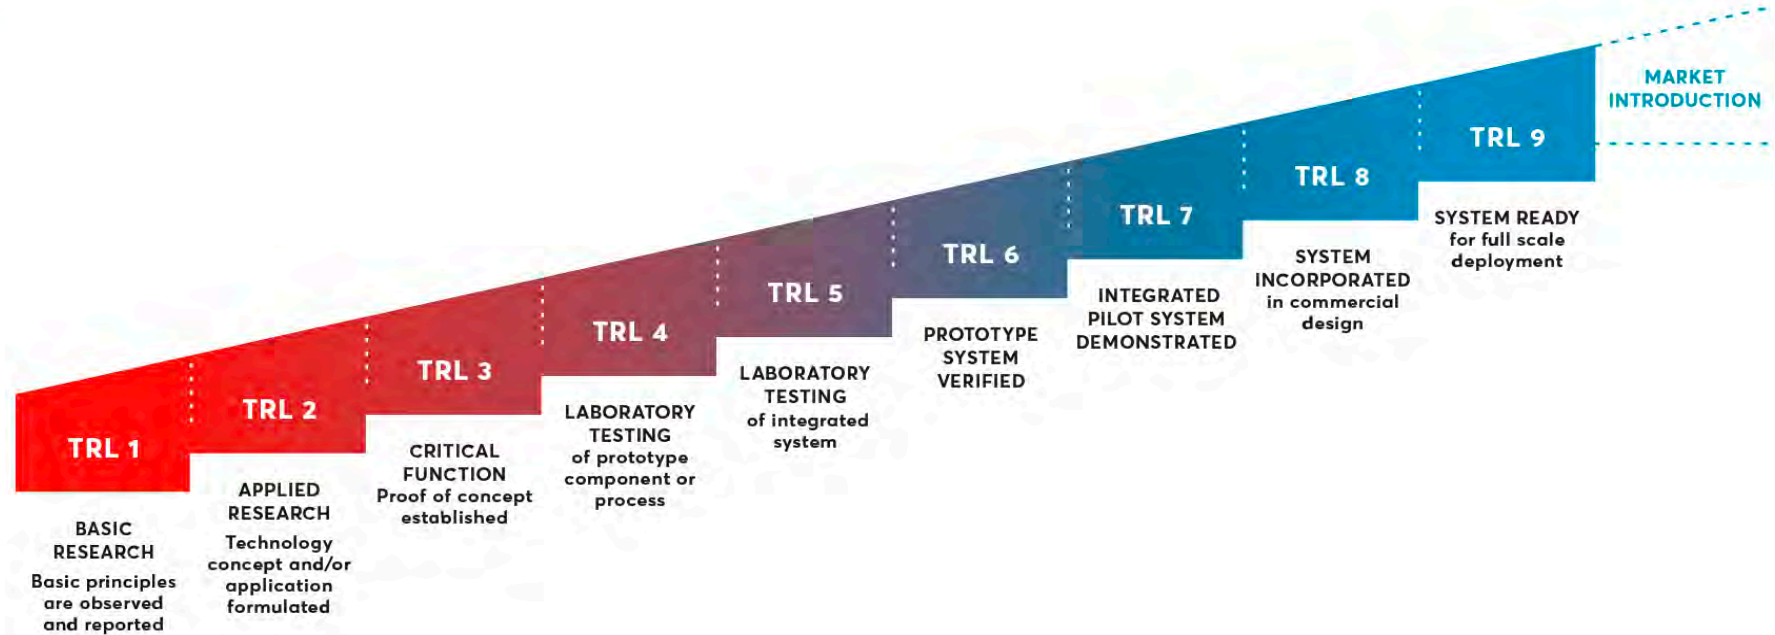 TRL 1
BASIC
RESEARCH
Basic principles
are observed
and reported
TRL 2
APPLIED
RESEARCH
Technology
concept and/or
application
formulated
TRL 3
CRITICAL
FUNCTION
Proof of concept
established
TRL 4
LABORATORY
TESTING
of prototype
component or
process
TRL 5
LABORATORY
TESTING
of integrated
system
TRL 6
PROTOTYPE
SYSTEM
VERIFIED
TRL 7
INTEGRATED
PILOT SYSTEM
DEMONSTRATED
TRL 8
SYSTEM
INCORPORATED
in commercial
design
TRL 9
SYSTEM READY
for full scale
deployment
MARKET
INTRODUCTION